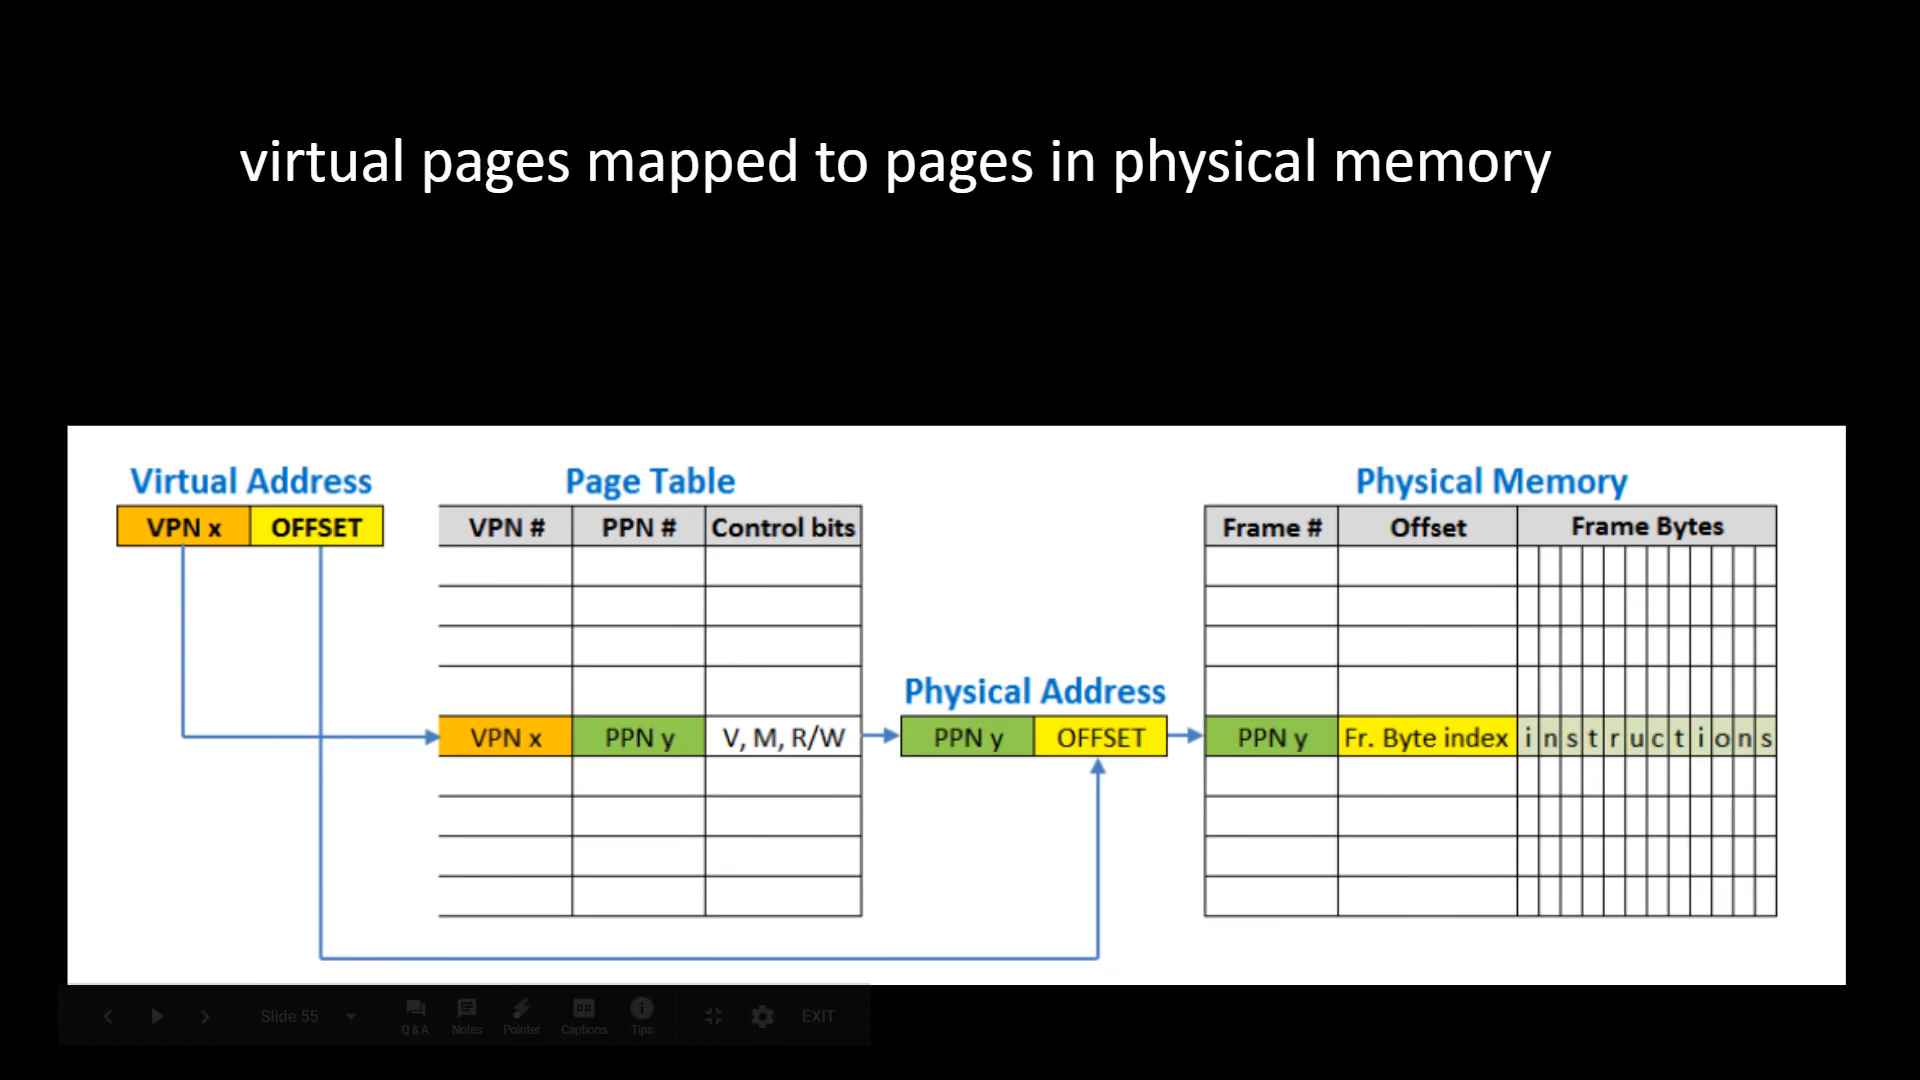 virtual pages mapped to pages in physical memory
Virtual Address
VPN x OFFSET
Page Table
VPN # PPN # Control bits
VPN x PPN y V, M, R/W
Physical Address
PPN y OFFSET
Physical Memory
Frame # Offset Frame Bytes
PPN y Fr. Byte index i n s t r u c t i o n s
Slide 55
Q & A Notes Pointer Captions Tips
EXIT